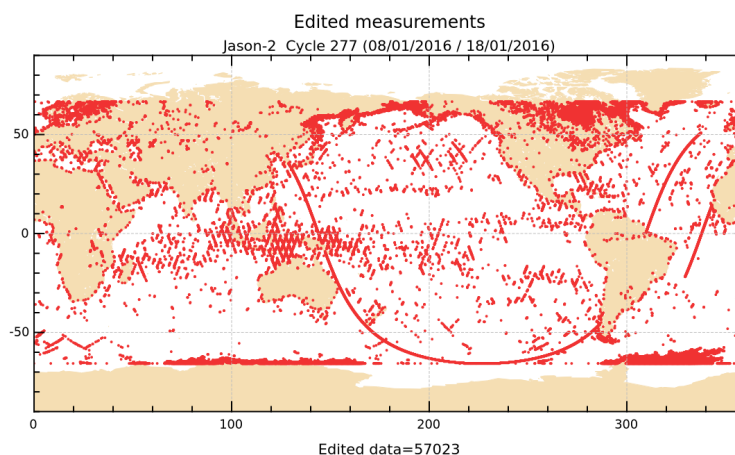 Edited measurements
Jason-2 Cycle 277 (08/01/2016 / 18/01/2016)
50
0
-50
0 100 200 300
Edited data=57023